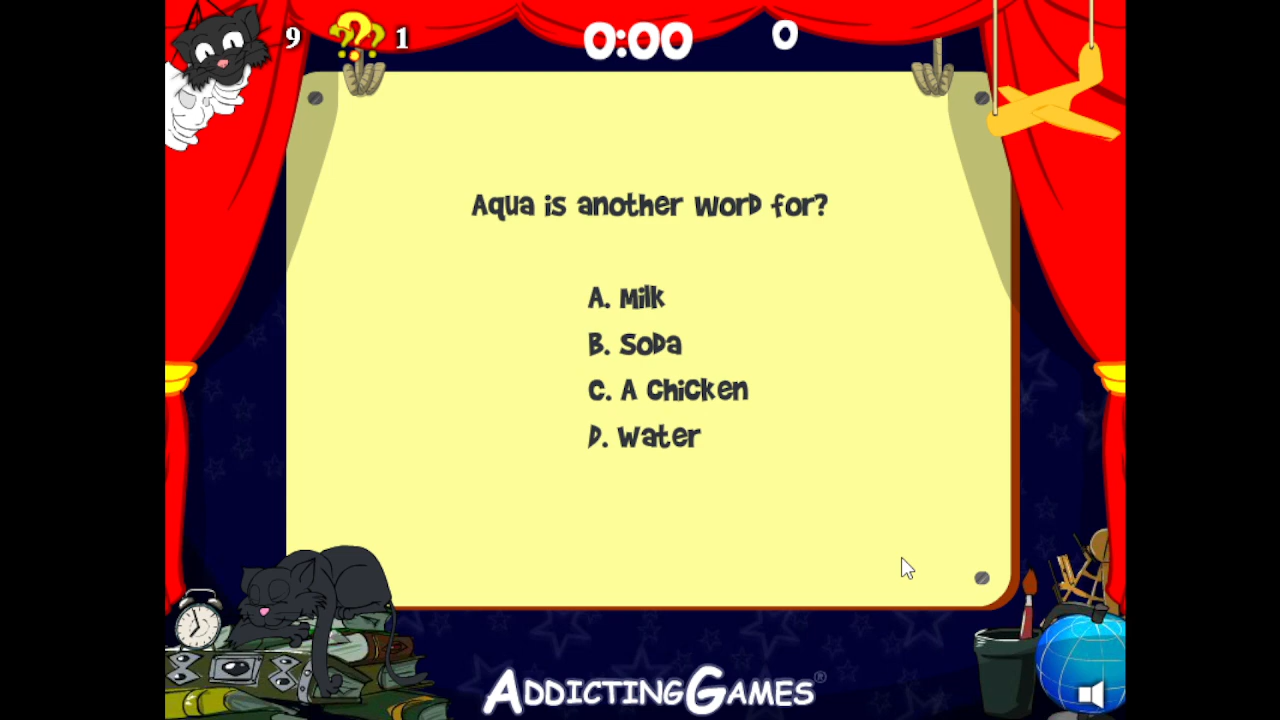 9
1
0:00
0
Aqua is another word for?
A. Milk
B. Soda
C. A Chicken
D. Water
ADDICTINGGAMES®